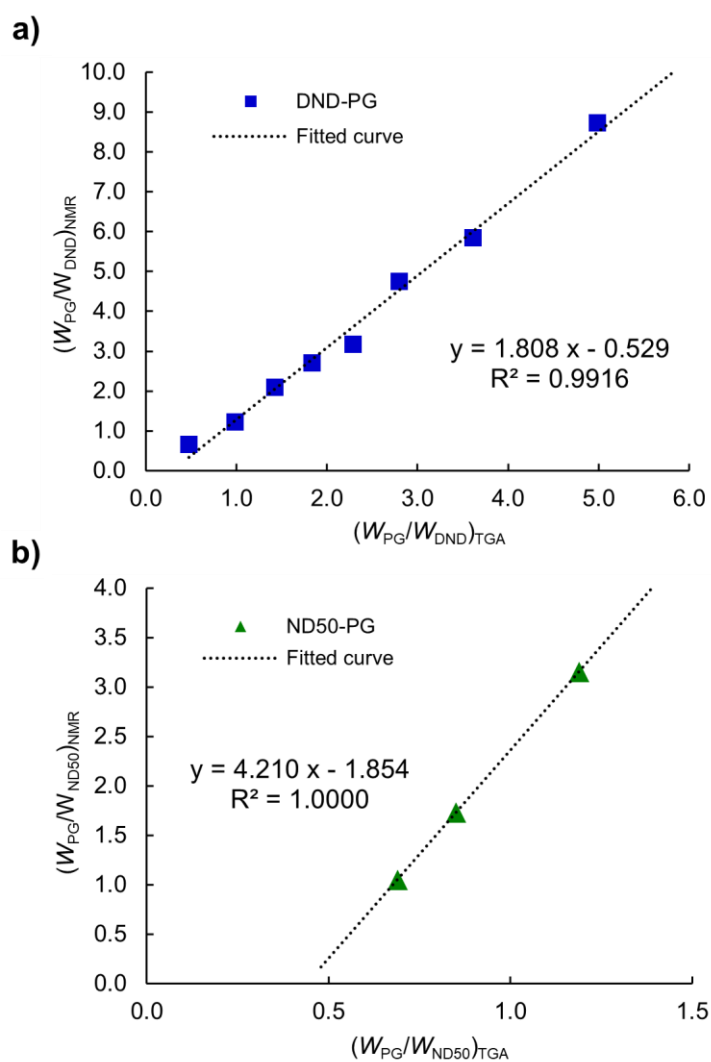 a)
10.0
9.0
8.0
7.0
6.0
5.0
4.0
3.0
2.0
1.0
0.0
(WPG/WDND)NMR
DND-PG
Fitted curve
y = 1.808 x - 0.529
R² = 0.9916
0.0 1.0 2.0 3.0 4.0 5.0 6.0
(WPG/WDND)TGA
b)
4.0
3.5
3.0
2.5
2.0
1.5
1.0
0.5
0.0
(WPG/WND50)NMR
ND50-PG
Fitted curve
y = 4.210 x - 1.854
R² = 1.0000
0.0 0.5 1.0 1.5
(WPG/WND50)TGA